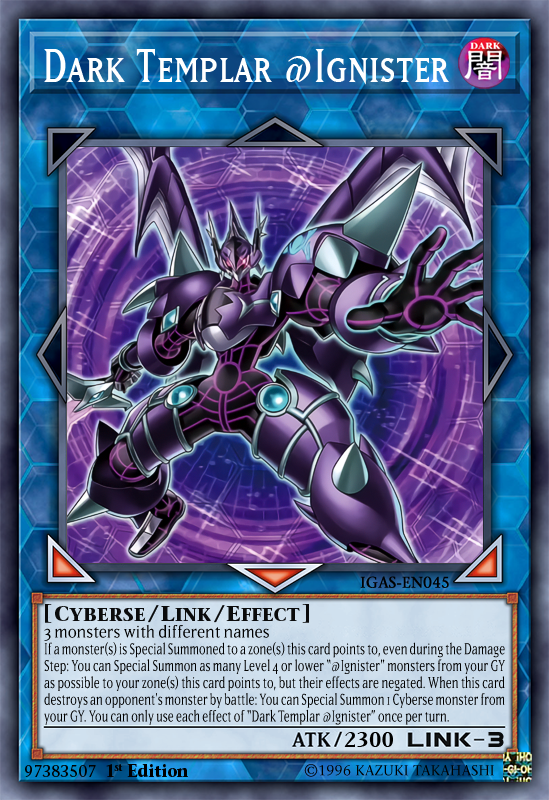 DARK TEMPLAR @IGNISTER
DARK
闇
IGAS-EN045
[CYBERSE/LINK/EFFECT]
3 monsters with different names
If a monster(s) is Special Summoned to a zone(s) this card points to, even during the Damage
Step: You can Special Summon as many Level 4 or lower "@Ignister" monsters from your GY
as possible to your zone(s) this card points to, but their effects are negated. When this card
destroys an opponent's monster by battle: You can Special Summon 1 Cyberse monster from
your GY. You can only use each effect of "Dark Templar @Ignister" once per turn.
ATK/2300 LINK-3
97383507 1st Edition ©1996 KAZUKI TAKAHASHI